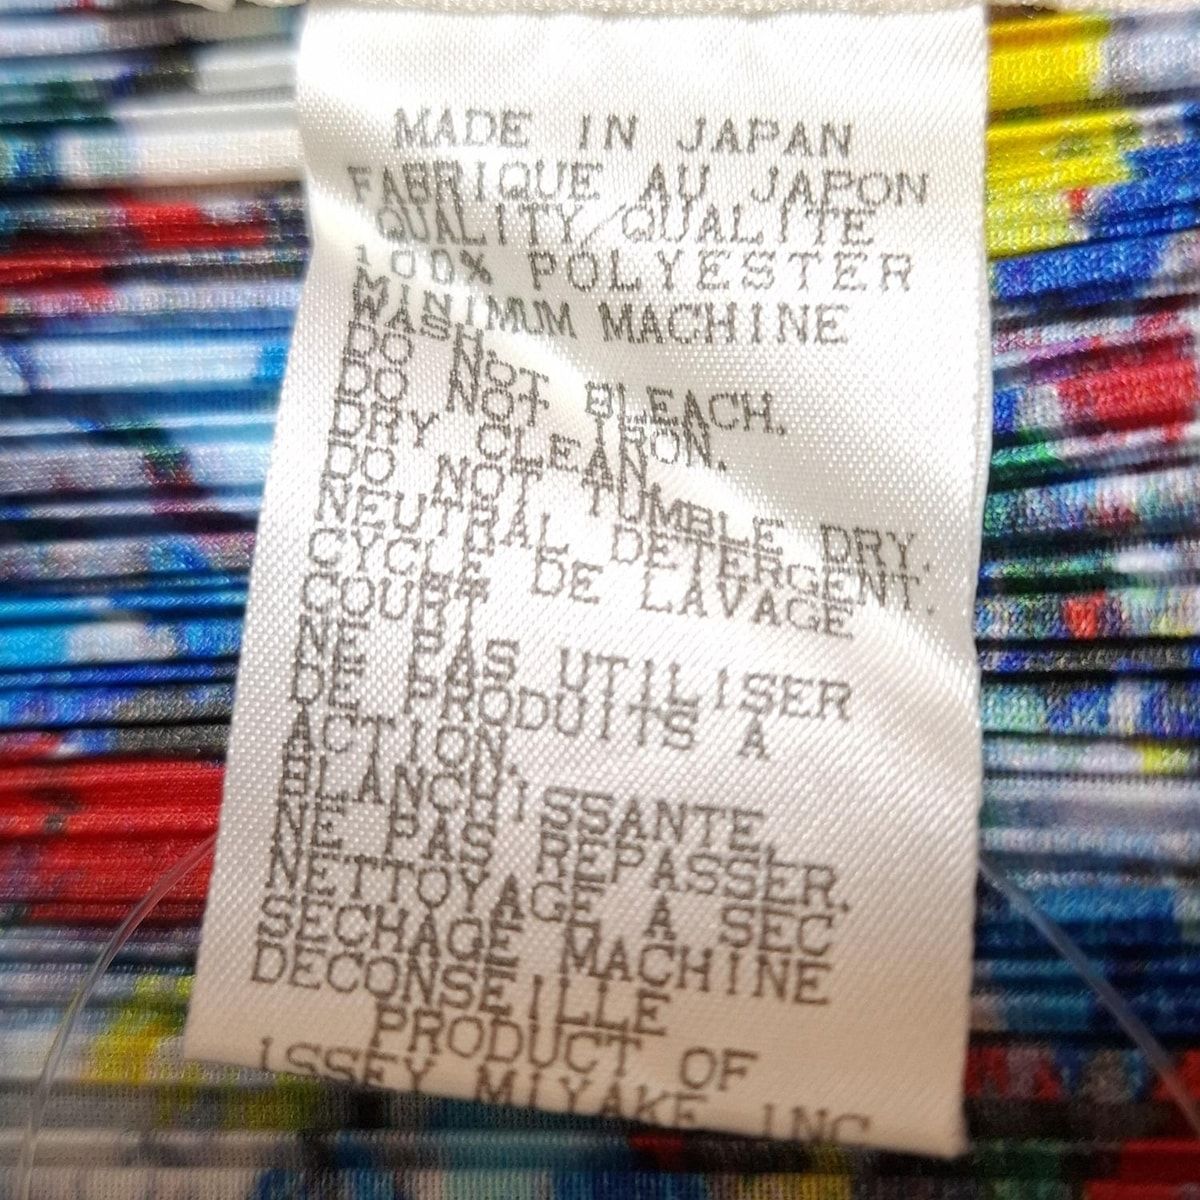 MADE IN JAPAN
FABRIQUE AU JAPON
QUALITY/QUALITE
100% POLYESTER
MINIMUM MACHINE
WASH.
DO NOT BLEACH.
DO NOT IRON.
DRY CLEAN
DO NOT TUMBLE DRY.
NEUTRAL DETERGENT.
CYCLE DE LAVAGE
COURT
NE PAS UTILISER
DE PRODUITS A
ACTION.
BLANCHISSANTE.
NE PAS REPASSER.
NETTOYAGE A SEC
SECHAGE MACHINE
DECONSEILLE
PRODUCT OF
ISSEY MIYAKE INC